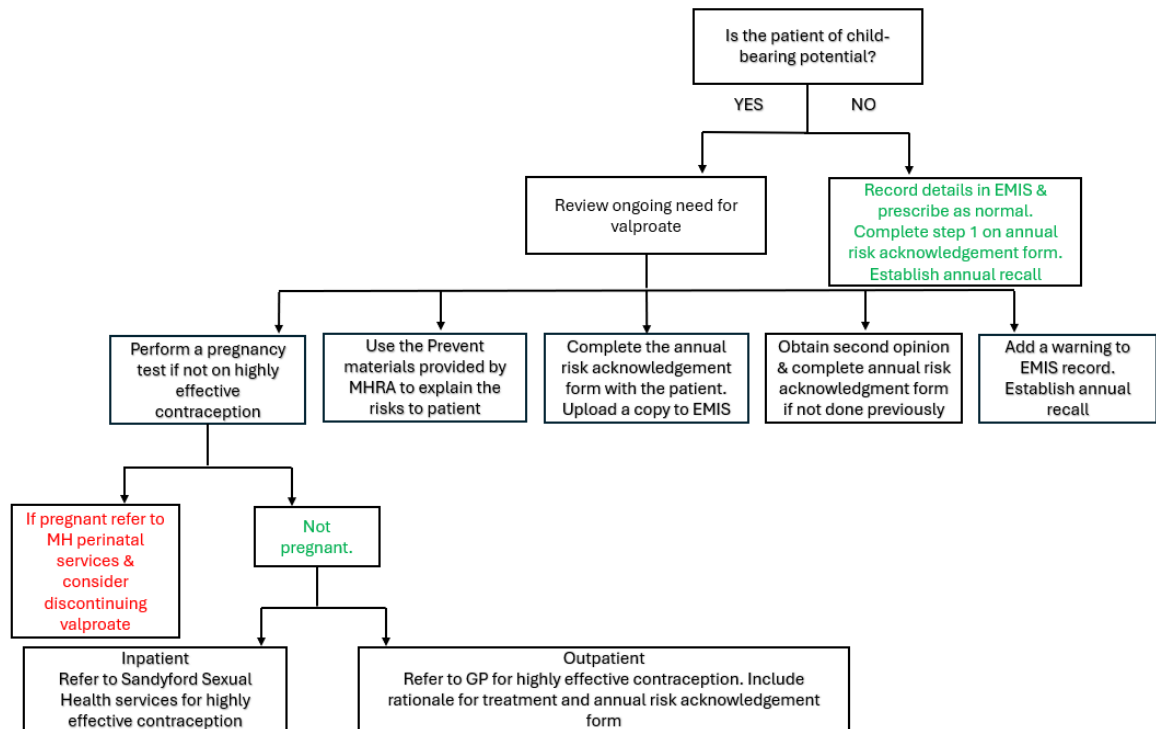 Is the patient of child-
bearing potential?
YES
NO
Review ongoing need for
valproate
Record details in EMIS &
prescribe as normal.
Complete step 1 on annual
risk acknowledgement form.
Establish annual recall
Perform a pregnancy
test if not on highly
effective
contraception
Use the Prevent
materials provided by
MHRA to explain the
risks to patient
Complete the annual
risk acknowledgement
form with the patient.
Upload a copy to EMIS
Obtain second opinion
& complete annual risk
acknowledgment form
if not done previously
Add a warning to
EMIS record.
Establish annual
recall
If pregnant refer to
MH perinatal
services &
consider
discontinuing
valproate
Not
pregnant.
Inpatient
Refer to Sandyford Sexual
Health services for highly
effective contraception
Outpatient
Refer to GP for highly effective contraception. Include
rationale for treatment and annual risk acknowledgement
form